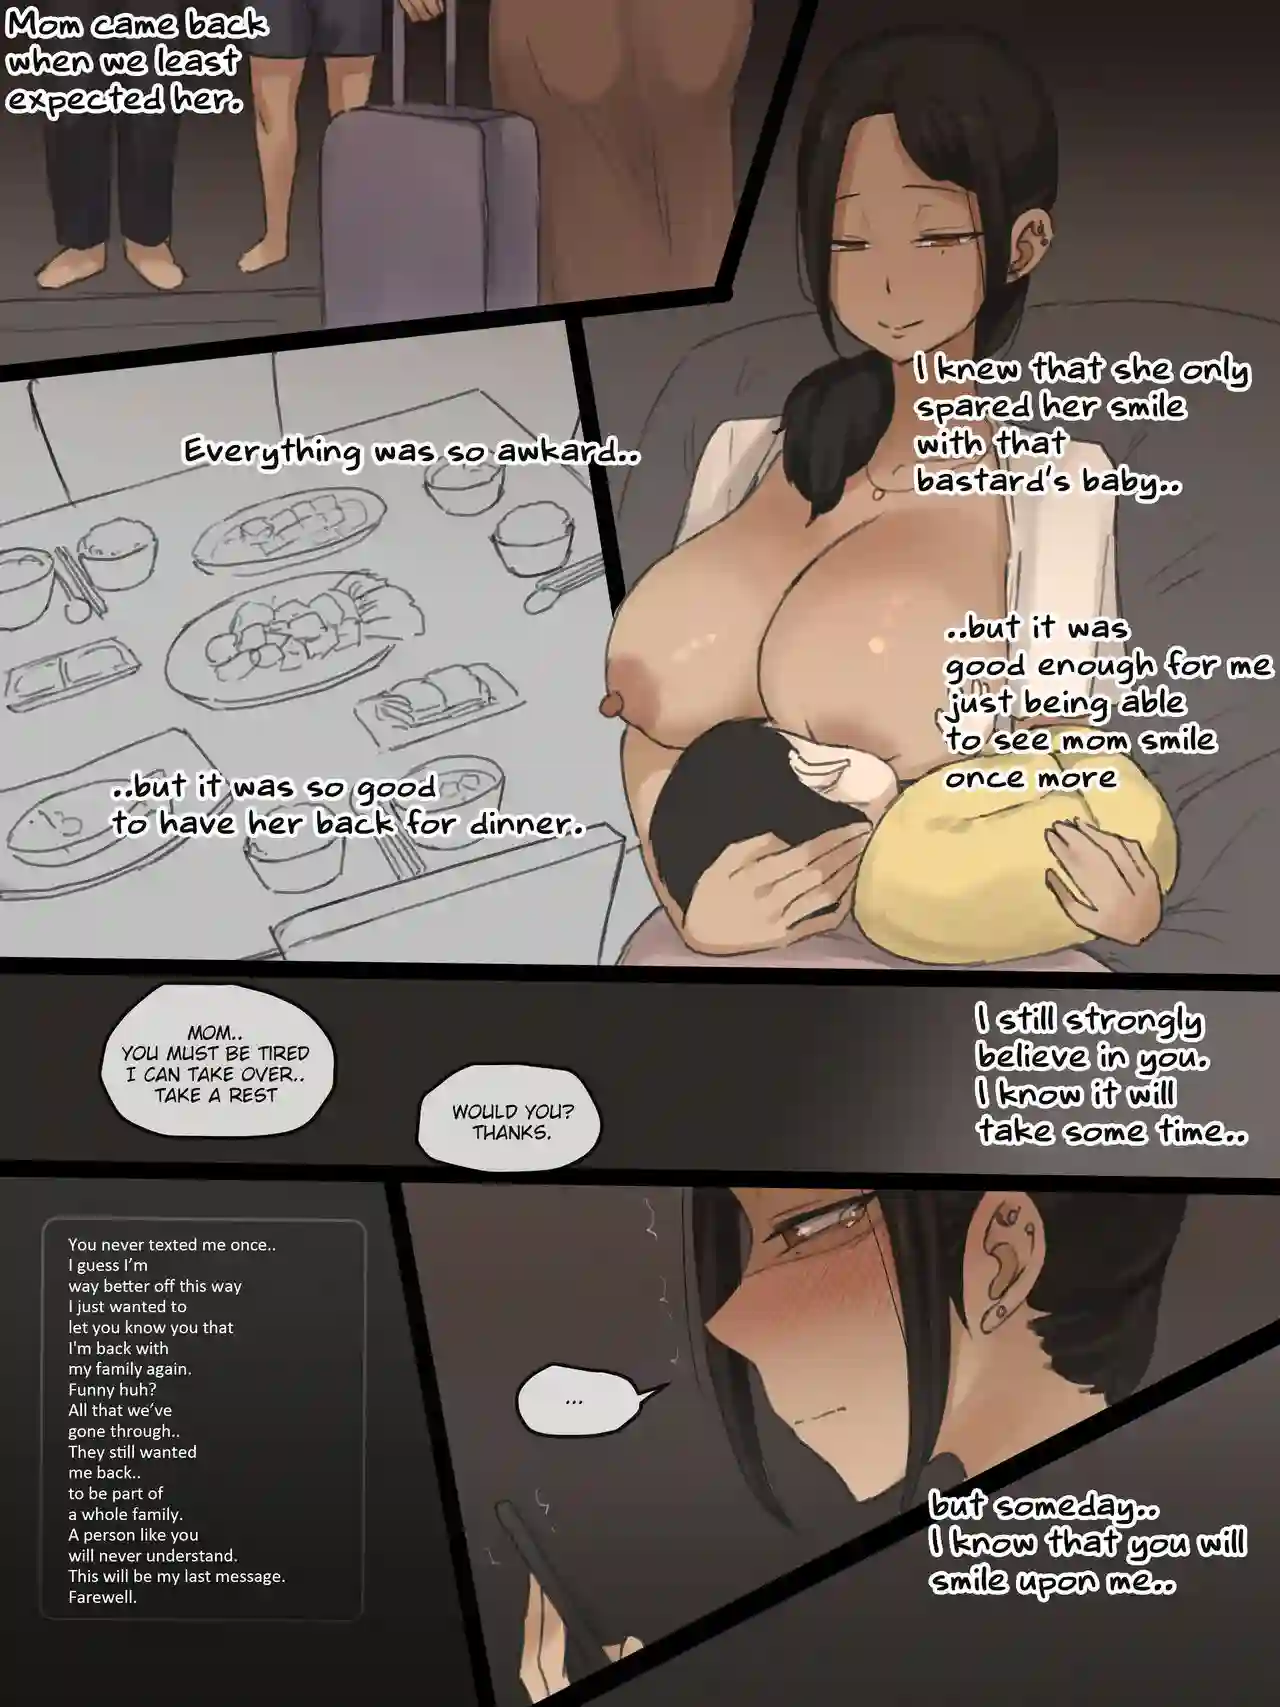 Mom came back
when we least
expected her.
I knew that she only
spared her smile
with that
bastard's baby..
Everything was so awkard..
..but it was
good enough for me
just being able
to see mom smile
once more
..but it was so good
to have her back for dinner.
MOM..
YOU MUST BE TIRED
I CAN TAKE OVER..
TAKE A REST
WOULD YOU?
THANKS.
I still strongly
believe in you.
I know it will
take some time..
You never texted me once..
I guess I'm
way better off this way
I just wanted to
let you know you that
I'm back with
my family again.
Funny huh?
All that we've
gone through..
They still wanted
me back..
to be part of
a whole family.
A person like you
will never understand.
This will be my last message.
Farewell.
...
but someday..
I know that you will
smile upon me..